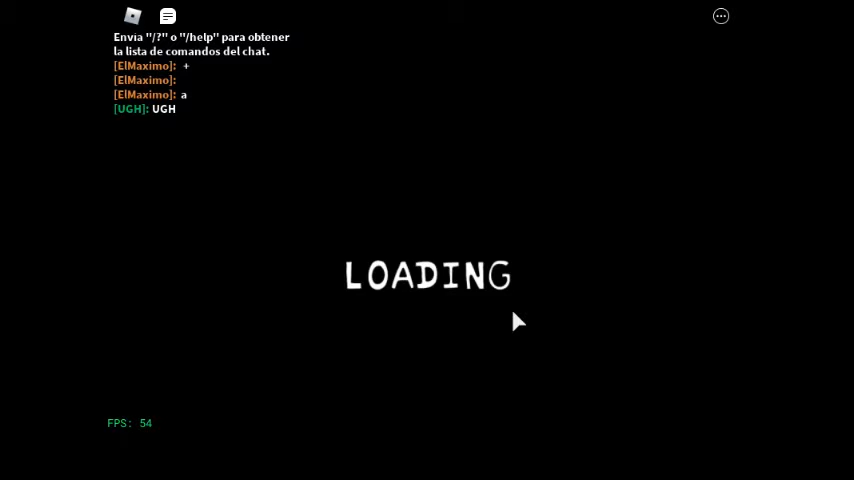 Envía "/?" o "/help" para obtener
la lista de comandos del chat.
[ElMaximo]: +
[ElMaximo]:
[ElMaximo]: a
[UGH]: UGH
LOADING
FPS: 54